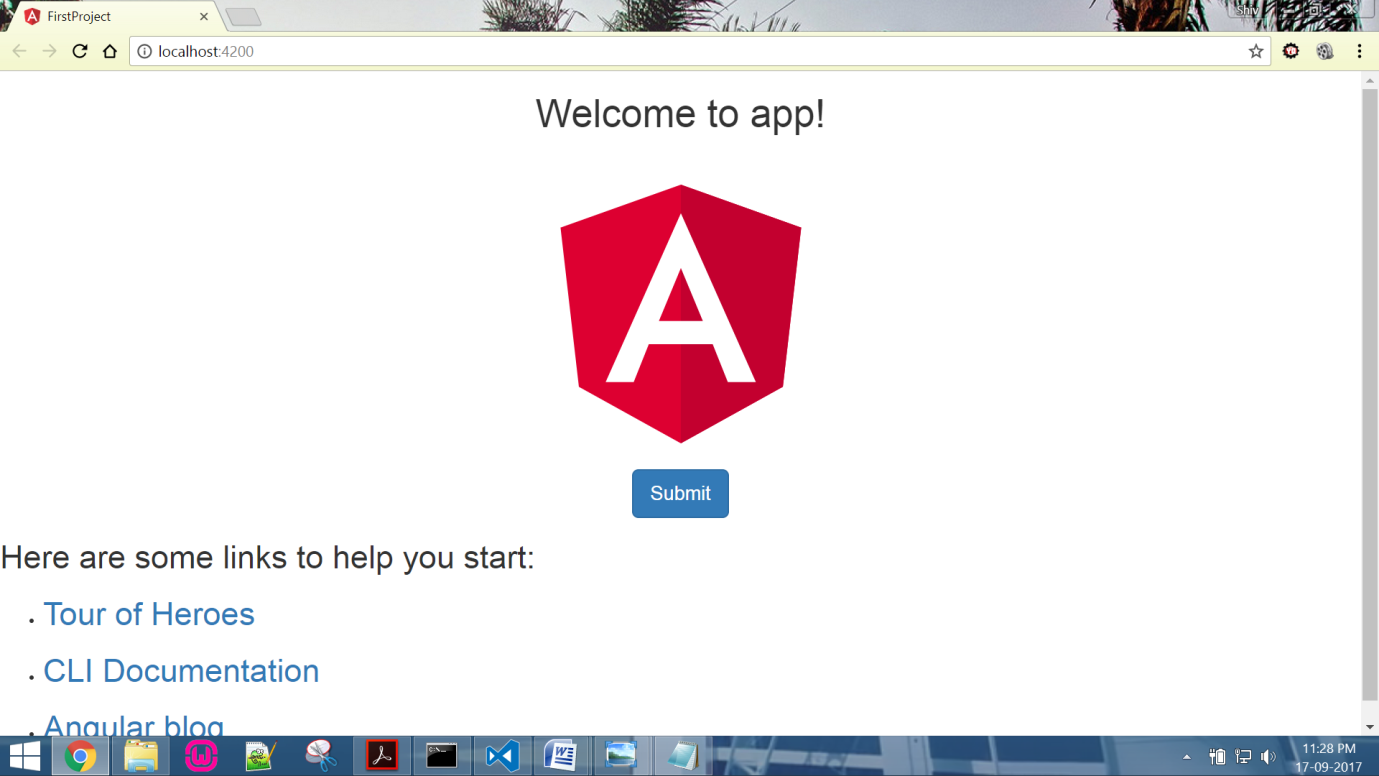 FirstProject
Shiv
localhost:4200
Welcome to app!
A
Submit
Here are some links to help you start:
• Tour of Heroes
• CLI Documentation
• Angular blog
11:28 PM
17-09-2017